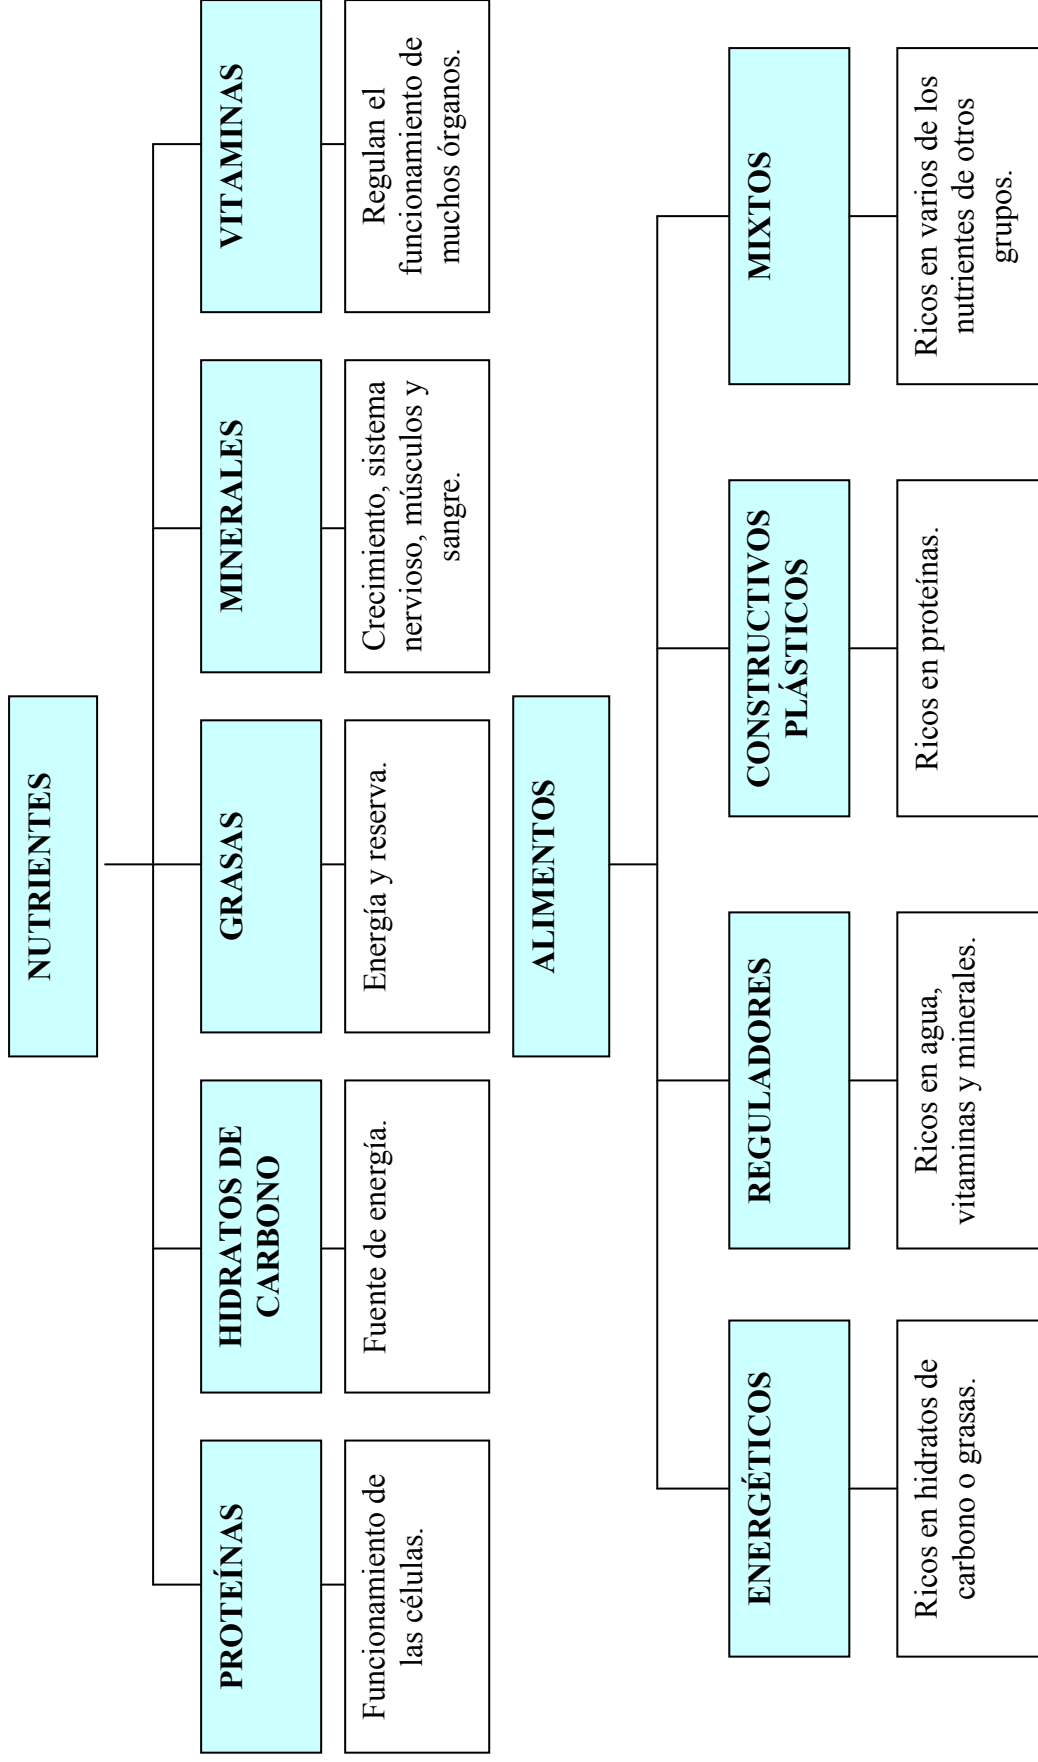 NUTRIENTES
PROTEÍNAS
HIDRATOS DE
CARBONO
GRASAS
MINERALES
VITAMINAS
Funcionamiento de
las células.
Fuente de energía.
Energía y reserva.
Crecimiento, sistema
nervioso, músculos y
sangre.
Regulan el
funcionamiento de
muchos órganos.
ALIMENTOS
ENERGÉTICOS
REGULADORES
CONSTRUCTIVOS
PLÁSTICOS
MIXTOS
Ricos en hidratos de
carbono o grasas.
Ricos en agua,
vitaminas y minerales.
Ricos en proteínas.
Ricos en varios de los
nutrientes de otros
grupos.